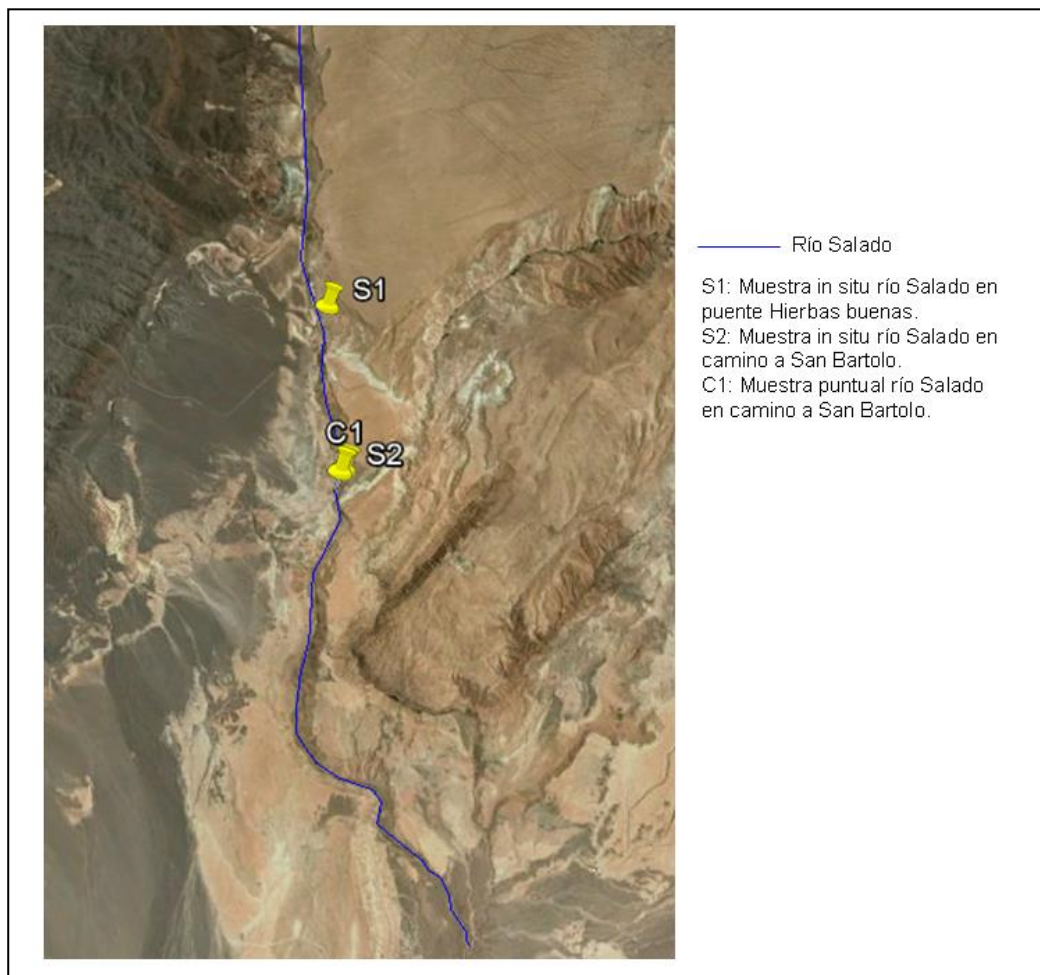 S1
C1
S2
Río Salado
S1: Muestra in situ río Salado en
puente Hierbas buenas.
S2: Muestra in situ río Salado en
camino a San Bartolo.
C1: Muestra puntual río Salado
en camino a San Bartolo.